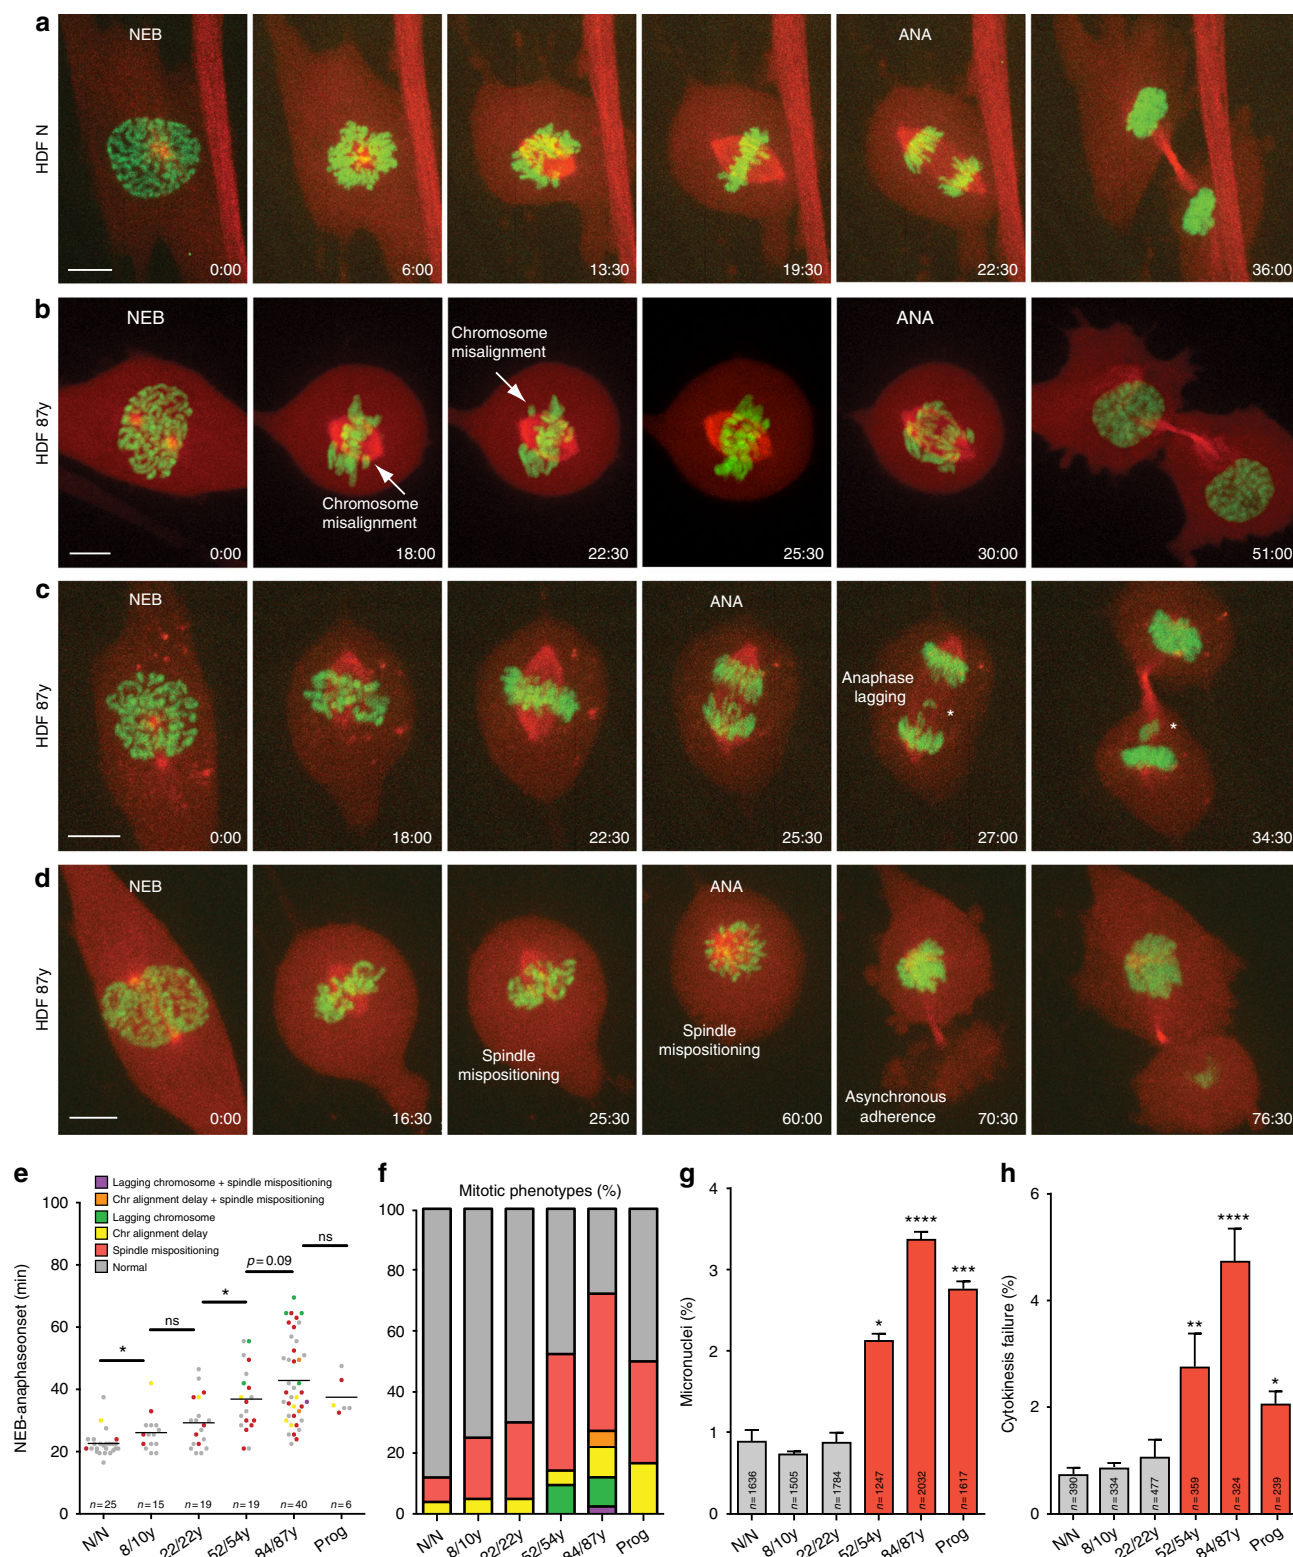 a
HDF N
NEB
ANA
0:00
6:00
13:30
19:30
22:30
36:00
b
HDF 87y
NEB
Chromosome
misalignment
Chromosome
misalignment
ANA
0:00
18:00
22:30
25:30
30:00
51:00
c
HDF 87y
NEB
ANA
Anaphase
lagging
*
*
0:00
18:00
22:30
25:30
27:00
34:30
d
HDF 87y
NEB
ANA
Spindle
mispositioning
Spindle
mispositioning
Asynchronous
adherence
0:00
16:30
25:30
60:00
70:30
76:30
e
Lagging chromosome + spindle mispositioning
Chr alignment delay + spindle mispositioning
Lagging chromosome
Chr alignment delay
Spindle mispositioning
Normal
NEB-anaphaseonset (min)
100
80
60
40
20
0
*
ns
*
p = 0.09
ns
n = 25
n = 15
n = 19
n = 19
n = 40
n = 6
N/N
8/10y
22/22y
52/54y
84/87y
Prog
f
Mitotic phenotypes (%)
100
80
60
40
20
0
N/N
8/10y
22/22y
52/54y
84/87y
Prog
g
Micronuclei (%)
4
3
2
1
0
*
****
***
n = 1636
n = 1505
n = 1784
n = 1247
n = 2032
n = 1617
N/N
8/10y
22/22y
52/54y
84/87y
Prog
h
Cytokinesis failure (%)
6
4
2
0
**
****
*
n = 390
n = 334
n = 477
n = 359
n = 324
n = 239
N/N
8/10y
22/22y
52/54y
84/87y
Prog